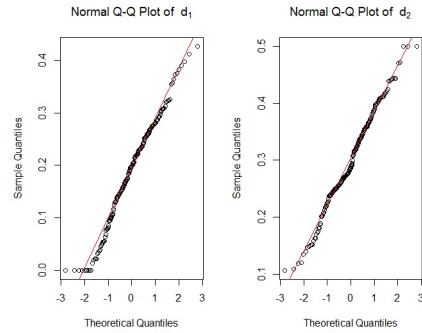 Normal Q-Q Plot of d1
Sample Quantiles
0.0
0.1
0.2
0.3
0.4
-3 -2 -1 0 1 2 3
Theoretical Quantiles
Normal Q-Q Plot of d2
Sample Quantiles
0.1
0.2
0.3
0.4
0.5
-3 -2 -1 0 1 2 3
Theoretical Quantiles